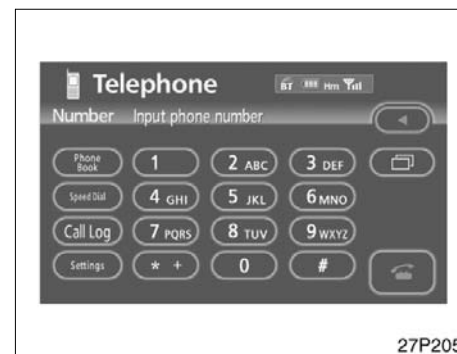 Telephone BT Hm
Number Input phone number
Phone Book 1 2 ABC 3 DEF
Speed Dial 4 GHI 5 JKL 6 MNO
Call Log 7 PQRS 8 TUV 9 WXYZ
Settings * + 0 #
27P205